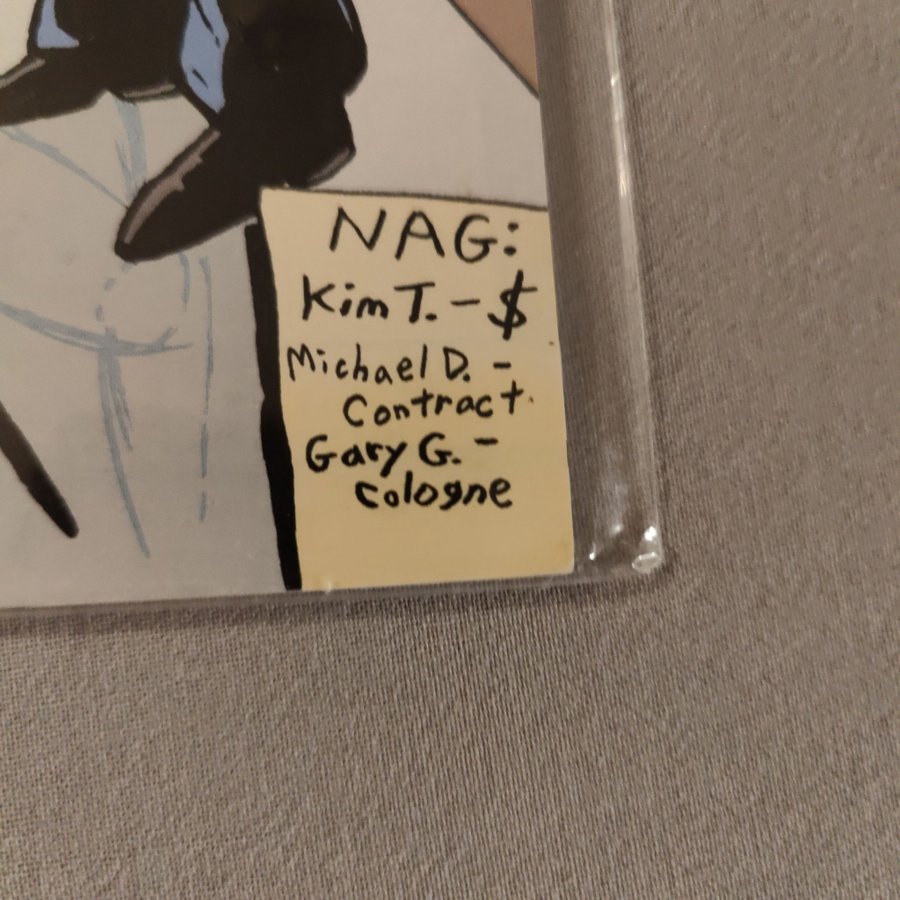 NAG:
Kim T. - $
Michael D. -
Contract.
Gary G. -
cologne